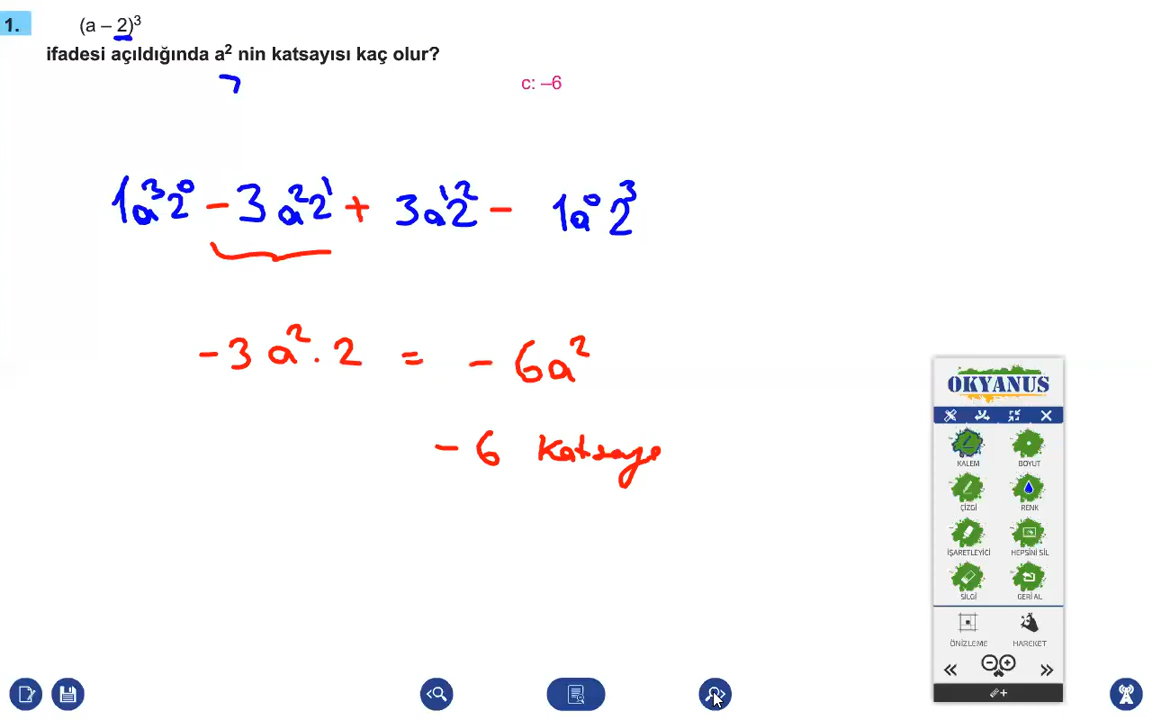 1. (a – 2)³
ifadesi açıldığında a² nin katsayısı kaç olur?
c: –6
1a³2⁰ - 3a²2¹ + 3a¹2² - 1a⁰2³
-3a².2 = -6a²
-6 Katsayı
OKYANUS
KALEM BOYUT
ÇİZGİ RENK
İŞARETLEYİCİ HEPSİNİ SİL
SİLGİ GERİ AL
ÖNİZLEME HAREKET